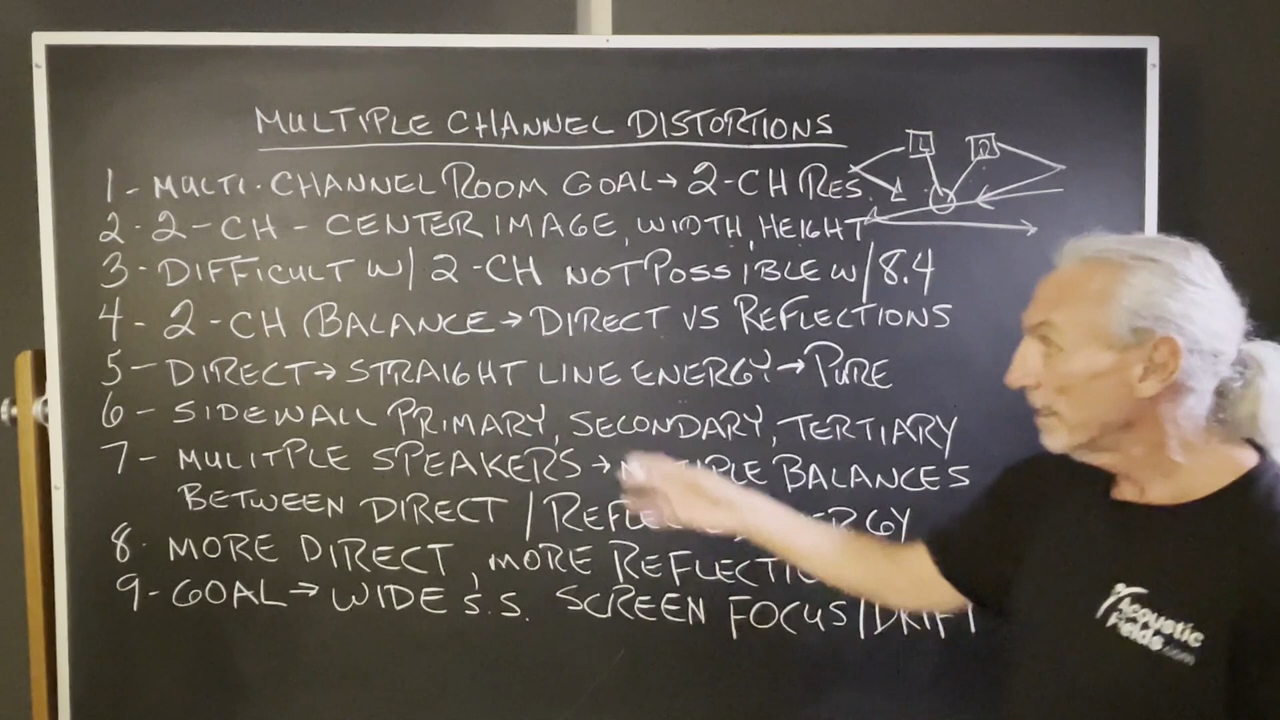 MULTIPLE CHANNEL DISTORTIONS
1- MULTI-CHANNEL ROOM GOAL → 2-CH RES.
2- 2-CH - CENTER IMAGE, WIDTH, HEIGHT
3- DIFFICULT W/ 2-CH NOT POSSIBLE W/ 8.4
4- 2-CH BALANCE → DIRECT VS REFLECTIONS
5- DIRECT → STRAIGHT LINE ENERGY → PURE
6- SIDEWALL PRIMARY, SECONDARY, TERTIARY
7- MULITPLE SPEAKERS → BALANCES
BETWEEN DIRECT /
8- MORE DIRECT, MORE
9- GOAL → WIDE S.S. SCREEN FOCUS/DRIFT
L R
L
Acoustic
Fields.com